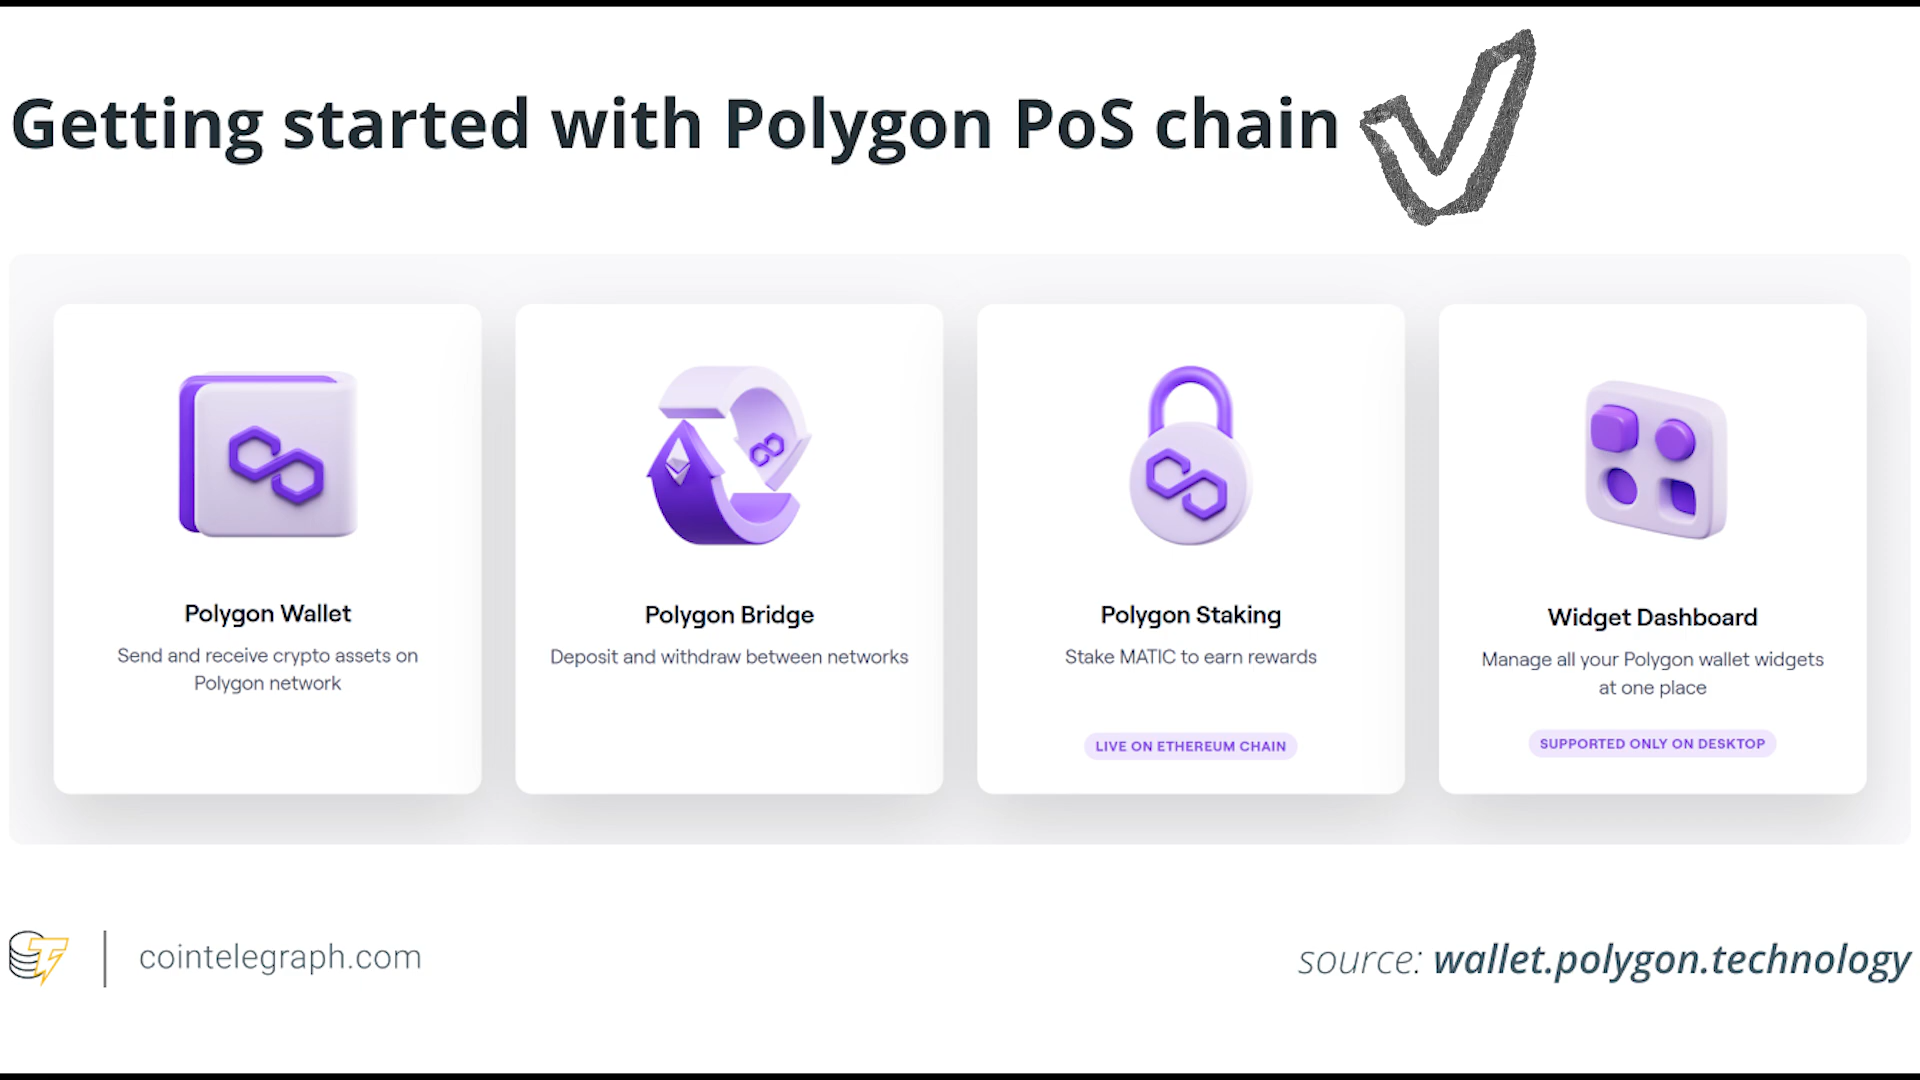 Getting started with Polygon PoS chain
Polygon Wallet
Send and receive crypto assets on
Polygon network
Polygon Bridge
Deposit and withdraw between networks
Polygon Staking
Stake MATIC to earn rewards
LIVE ON ETHEREUM CHAIN
Widget Dashboard
Manage all your Polygon wallet widgets
at one place
SUPPORTED ONLY ON DESKTOP
cointelegraph.com
source: wallet.polygon.technology